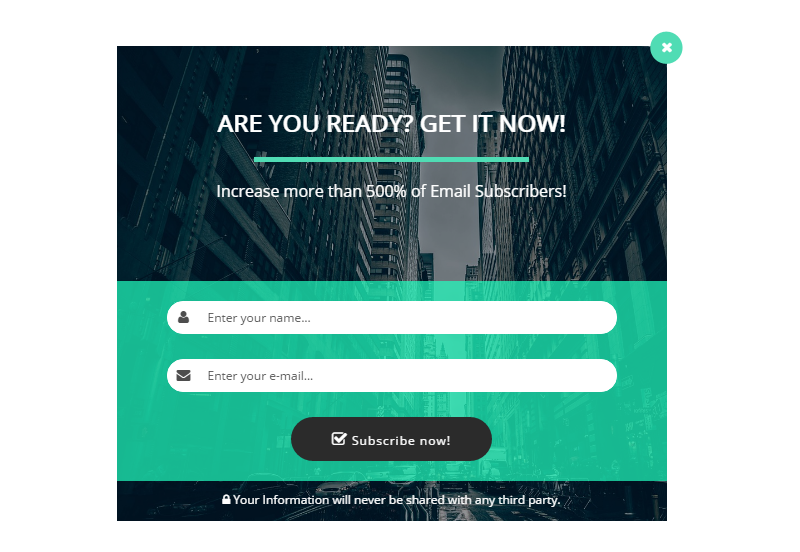 ARE YOU READY? GET IT NOW!
Increase more than 500% of Email Subscribers!
Enter your name...
Enter your e-mail...
Subscribe now!
Your Information will never be shared with any third party.